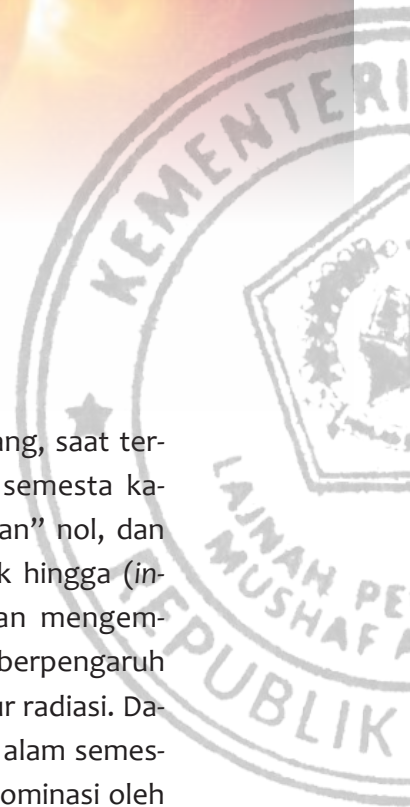 KEMENTERI
ang, saat ter-
semesta ka-
an” nol, dan
k hingga (in-
an mengem-
berpengaruh
ur radiasi. Da-
alam semes-
ominasi oleh
LAJNAH PE
MUSHAF A
REPUBLIK